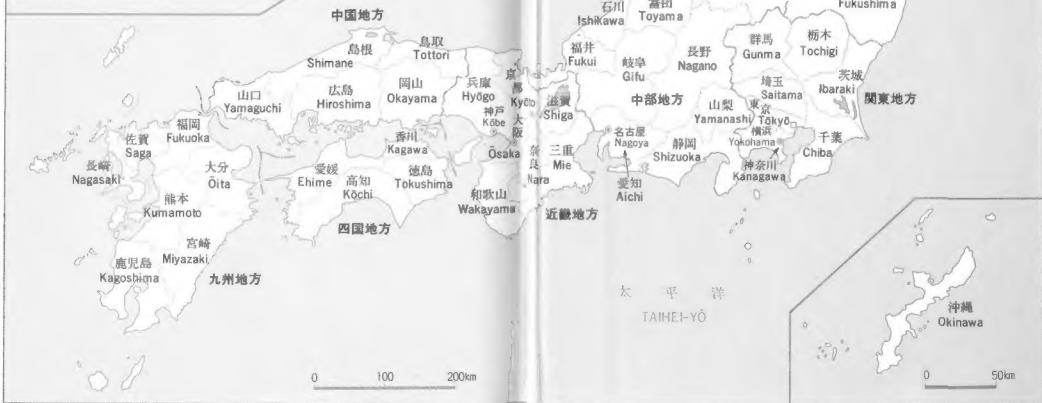 中国地方
石川
Ishikawa
富山
Toyama
Fukushima
島根
Shimane
鳥取
Tottori
福井
Fukui
岐阜
Gifu
長野
Nagano
群馬
Gunma
栃木
Tochigi
山口
Yamaguchi
広島
Hiroshima
岡山
Okayama
兵庫
Hyōgo
神戸
Kōbe
京都
Kyōto
大阪
Ōsaka
滋賀
Shiga
中部地方
山梨
Yamanashi
埼玉
Saitama
東京
Tōkyō
茨城
Ibaraki
関東地方
横浜
Yokohama
千葉
Chiba
神奈川
Kanagawa
佐賀
Saga
福岡
Fukuoka
長崎
Nagasaki
大分
Ōita
熊本
Kumamoto
宮崎
Miyazaki
鹿児島
Kagoshima
九州地方
香川
Kagawa
愛媛
Ehime
高知
Kōchi
徳島
Tokushima
四国地方
奈良
Nara
三重
Mie
和歌山
Wakayama
近畿地方
名古屋
Nagoya
静岡
Shizuoka
愛知
Aichi
太平洋
TAIHEI-YŌ
沖縄
Okinawa
0 100 200km
0 50km